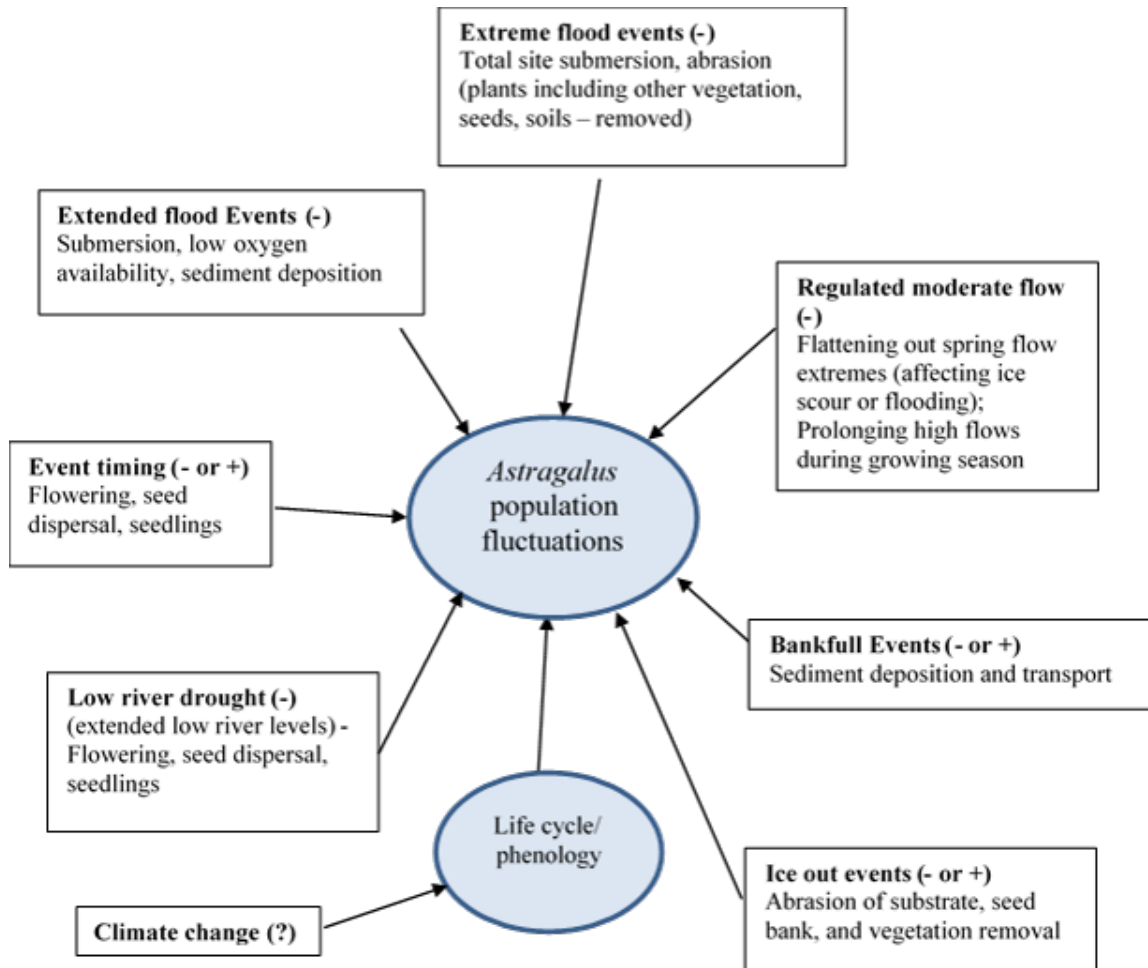 Extreme flood events (-)
Total site submersion, abrasion
(plants including other vegetation,
seeds, soils – removed)
Extended flood Events (-)
Submersion, low oxygen
availability, sediment deposition
Regulated moderate flow
(-)
Flattening out spring flow
extremes (affecting ice
scour or flooding);
Prolonging high flows
during growing season
Astragalus
population
fluctuations
Event timing (- or +)
Flowering, seed
dispersal, seedlings
Bankfull Events (- or +)
Sediment deposition and transport
Low river drought (-)
(extended low river levels) -
Flowering, seed dispersal,
seedlings
Life cycle/
phenology
Ice out events (- or +)
Abrasion of substrate, seed
bank, and vegetation removal
Climate change (?)